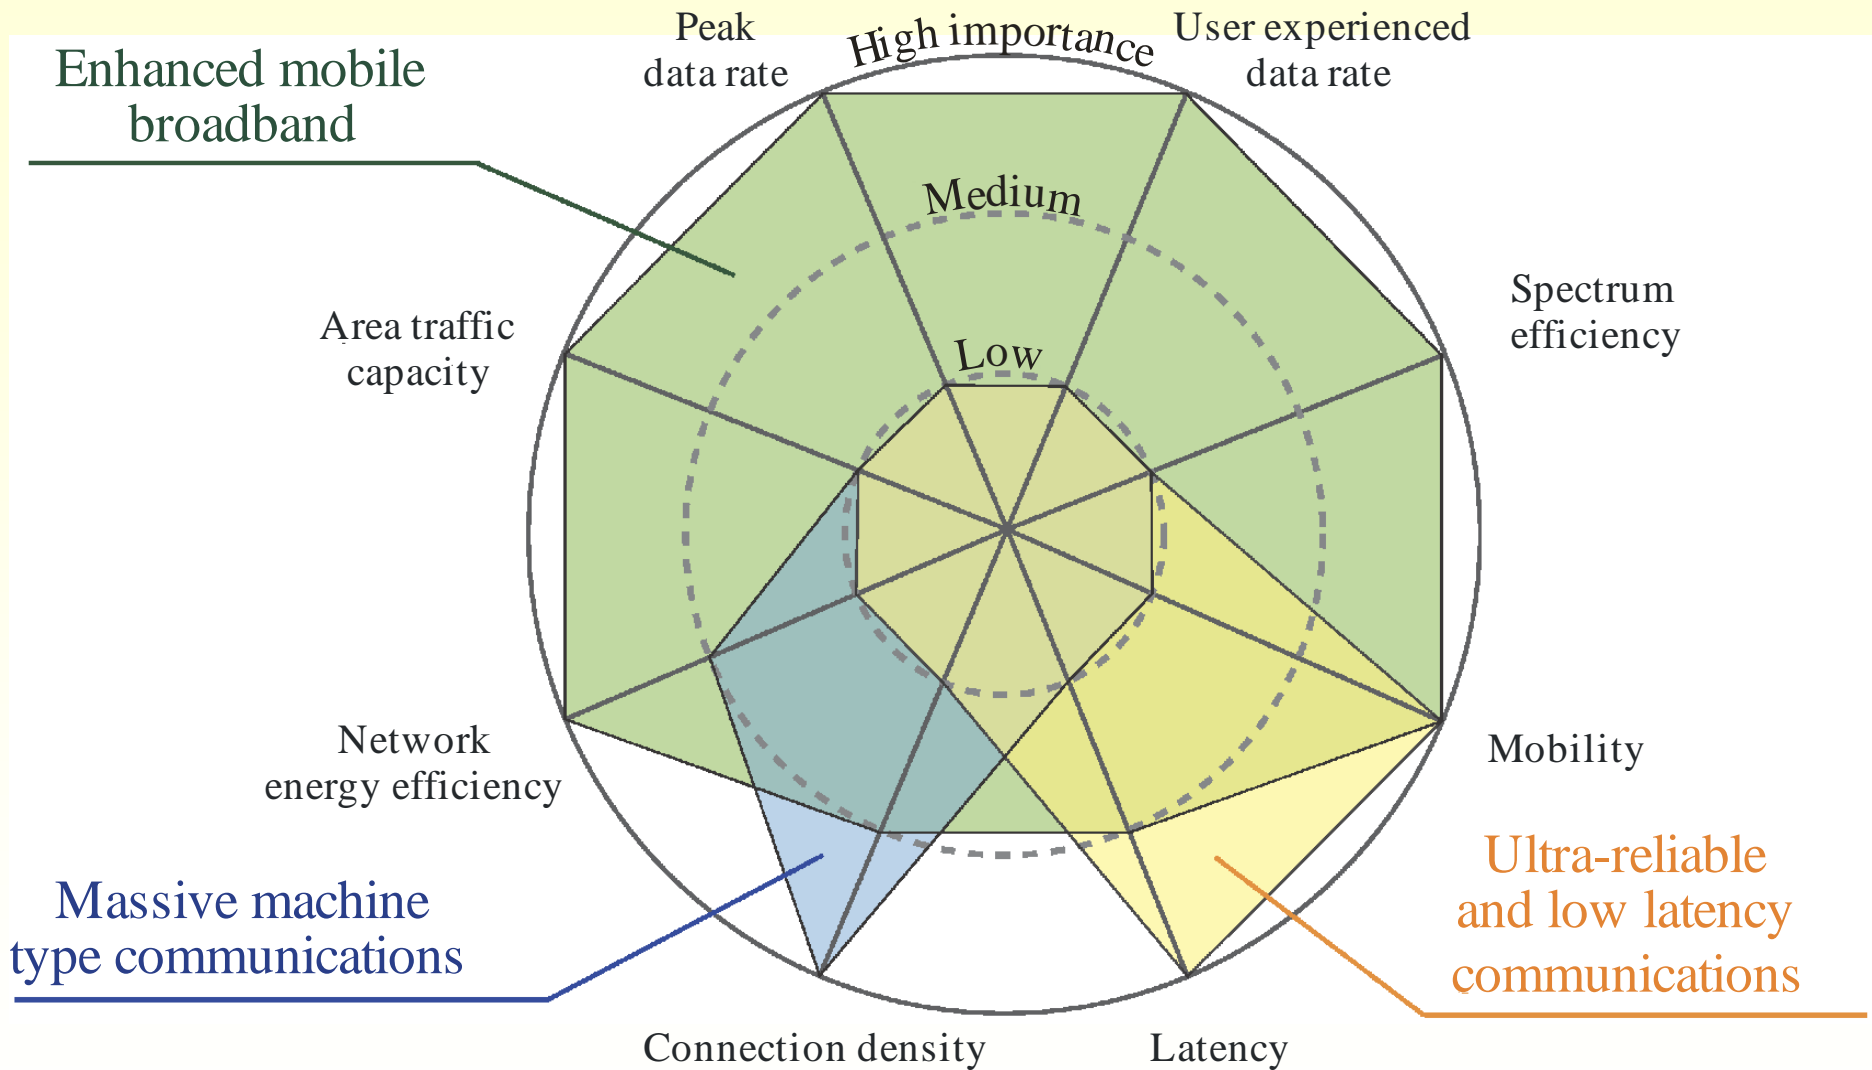 Peak
data rate
High importance
User experienced
data rate
Enhanced mobile
broadband
Medium
Low
Area traffic
capacity
Spectrum
efficiency
Network
energy efficiency
Mobility
Massive machine
type communications
Ultra-reliable
and low latency
communications
Connection density
Latency